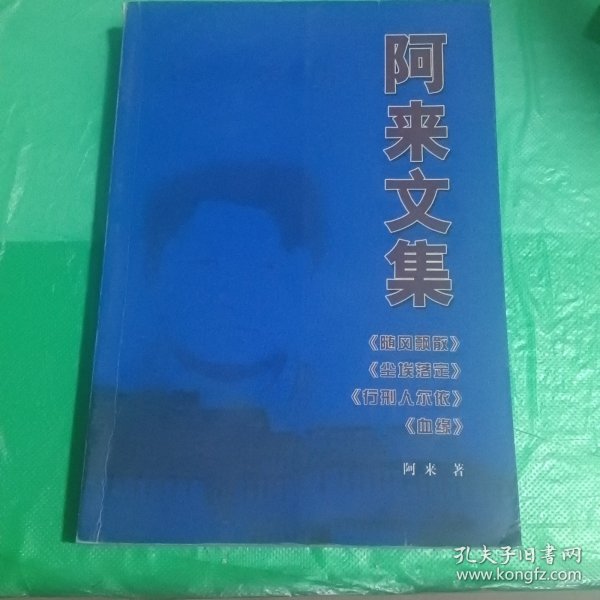 阿来文集
《随风飘散》
《尘埃落定》
《行刑人尔依》
《血缘》
阿来 著
孔夫子旧书网
www.kongfz.com